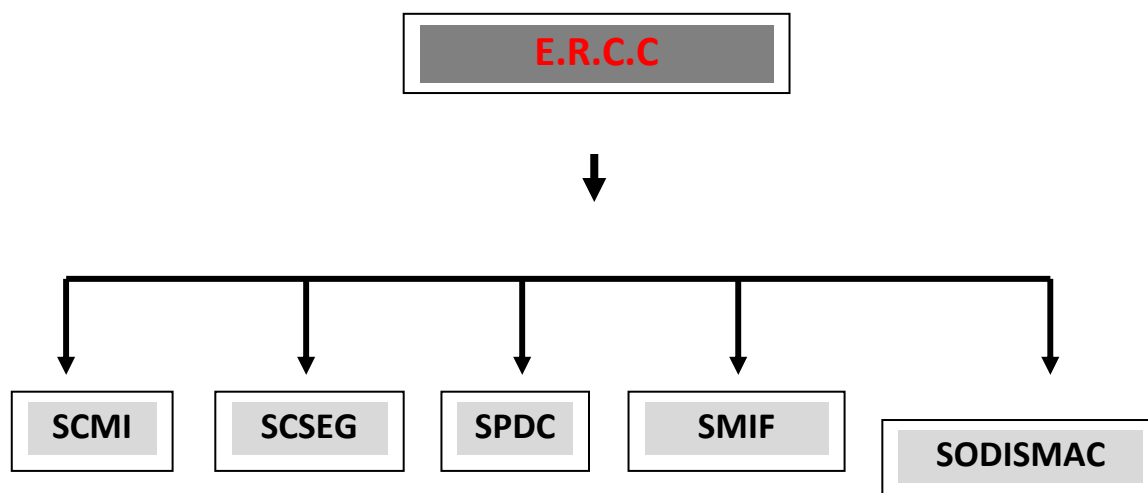 E.R.C.C
SCMI
SCSEG
SPDC
SMIF
SODISMAC